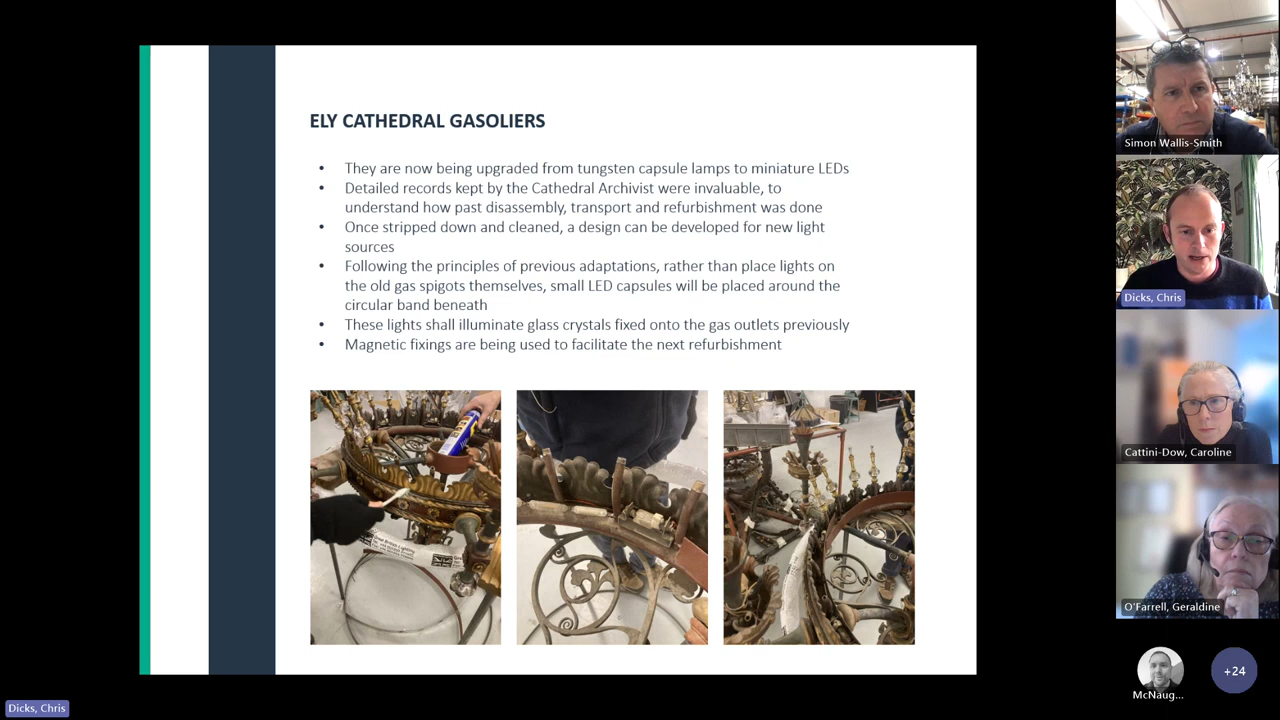 ELY CATHEDRAL GASOLIERS
• They are now being upgraded from tungsten capsule lamps to miniature LEDs
• Detailed records kept by the Cathedral Archivist were invaluable, to
understand how past disassembly, transport and refurbishment was done
• Once stripped down and cleaned, a design can be developed for new light
sources
• Following the principles of previous adaptations, rather than place lights on
the old gas spigots themselves, small LED capsules will be placed around the
circular band beneath
• These lights shall illuminate glass crystals fixed onto the gas outlets previously
• Magnetic fixings are being used to facilitate the next refurbishment
Simon Wallis-Smith
Dicks, Chris
Cattini-Dow, Caroline
O'Farrell, Geraldine
McNaug...
+24
Dicks, Chris